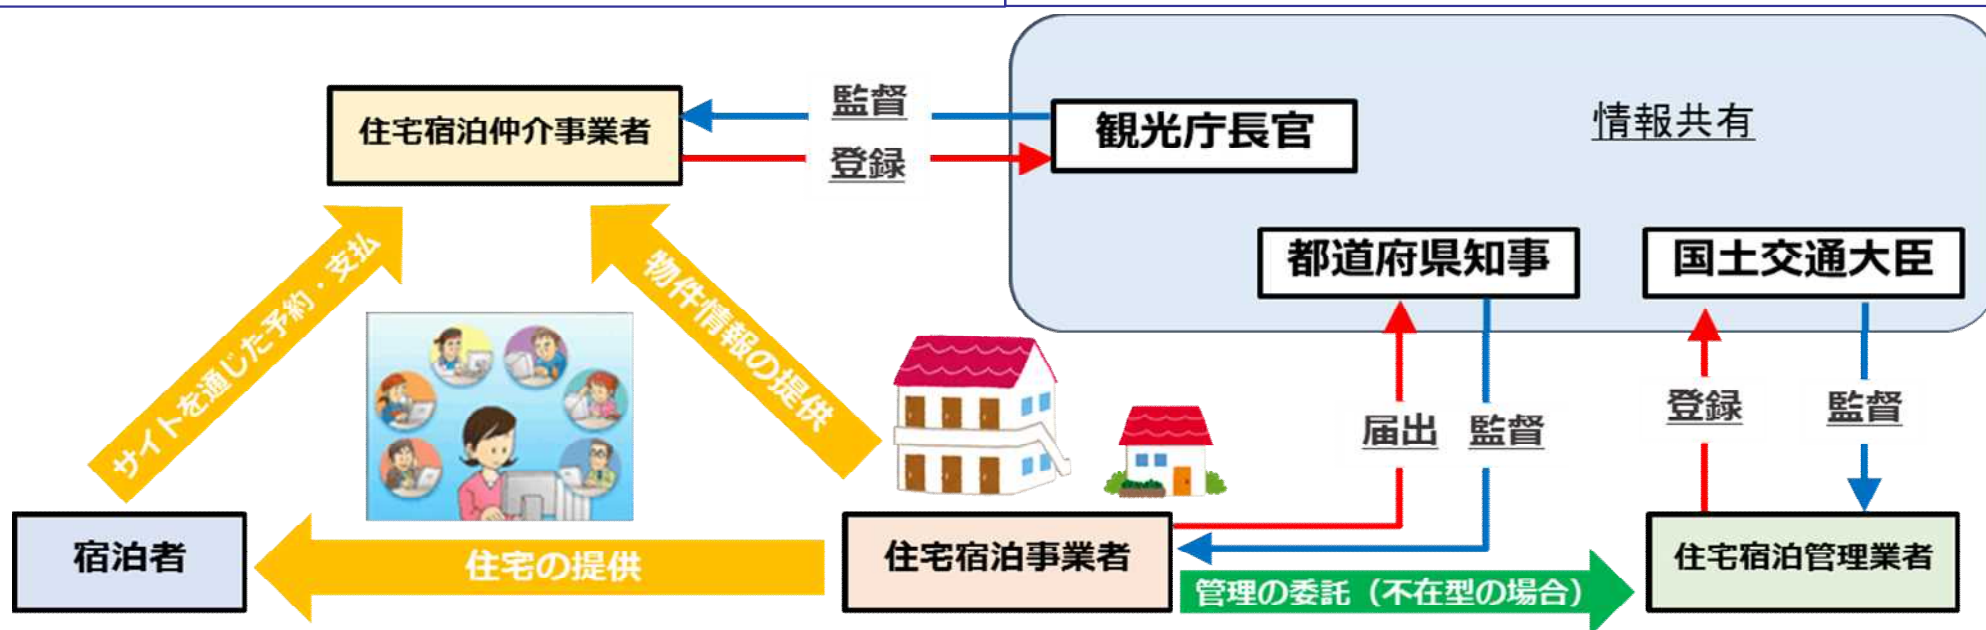 監督
住宅宿泊仲介事業者
観光庁長官
情報共有
登録
都道府県知事
国土交通大臣
サイトを通じた予約・支払
物件情報の提供
届出
監督
登録
監督
宿泊者
住宅の提供
住宅宿泊事業者
管理の委託（不在型の場合）
住宅宿泊管理業者